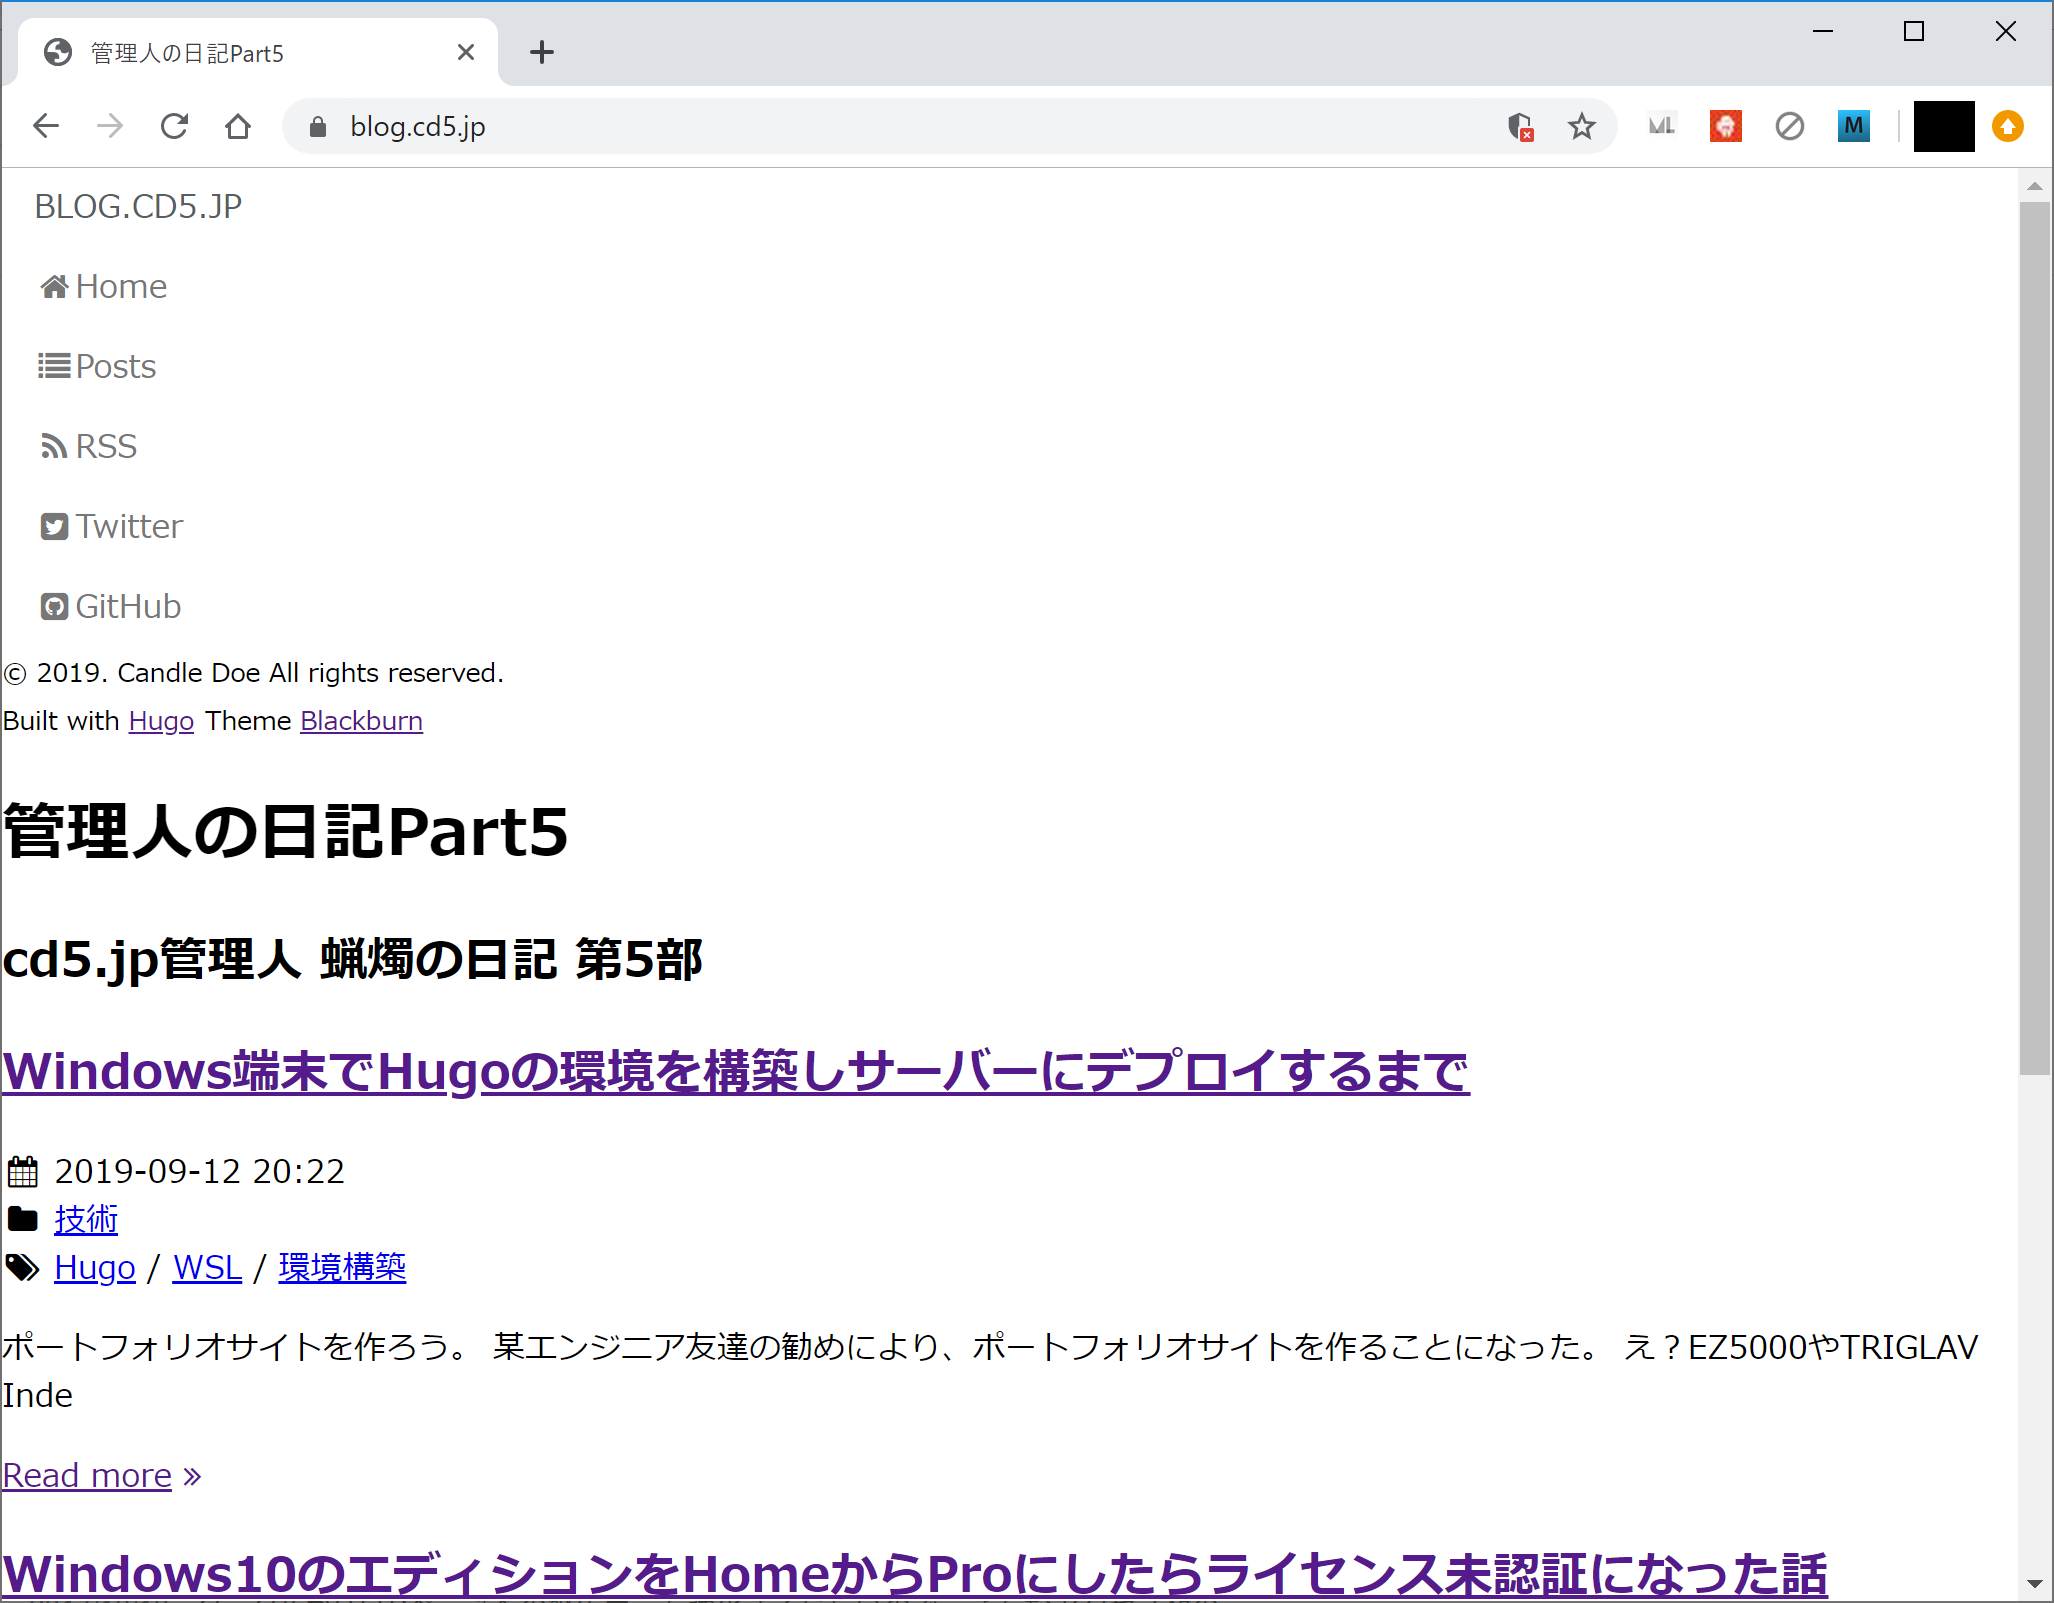 管理人の日記Part5
blog.cd5.jp
ML
M
BLOG.CD5.JP
Home
Posts
RSS
Twitter
GitHub
© 2019. Candle Doe All rights reserved.
Built with Hugo Theme Blackburn
管理人の日記Part5
cd5.jp管理人 蝋燭の日記 第5部
Windows端末でHugoの環境を構築しサーバーにデプロイするまで
2019-09-12 20:22
技術
Hugo / WSL / 環境構築
ポートフォリオサイトを作ろう。 某エンジニア友達の勧めにより、ポートフォリオサイトを作ることになった。 え？EZ5000やTRIGLAV
Inde
Read more »
Windows10のエディションをHomeからProにしたらライセンス未認証になった話